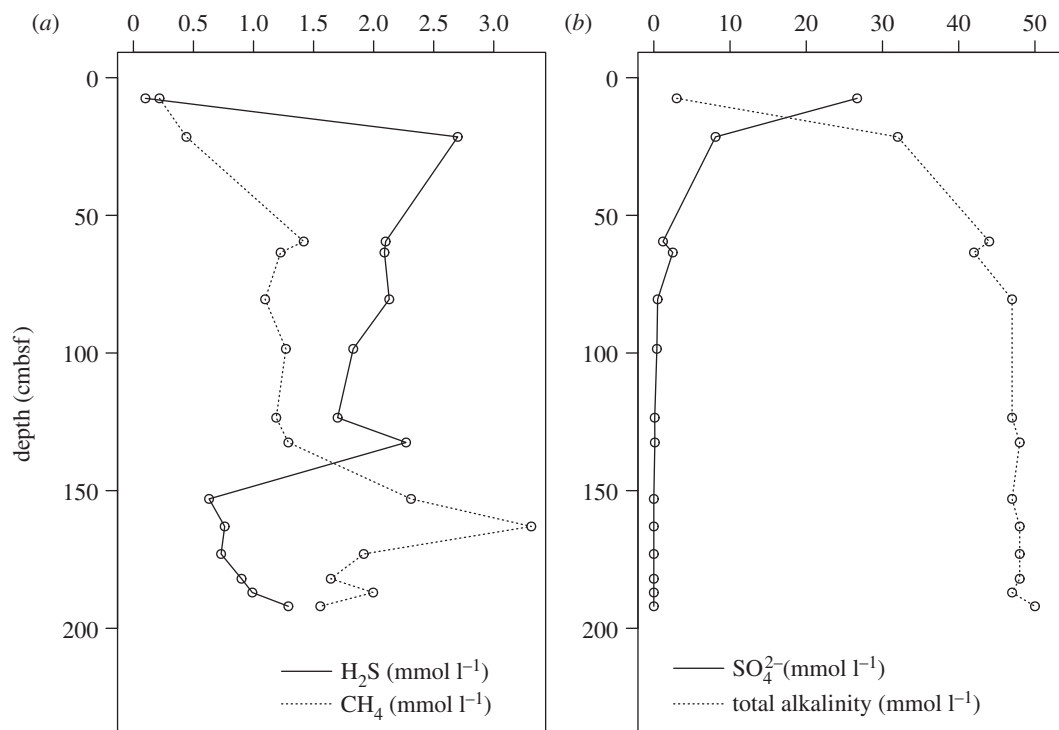 (a) 0 0.5 1.0 1.5 2.0 2.5 3.0
(b) 0 10 20 30 40 50
0
50
100
150
200
depth (cmbsf)
H₂S (mmol l⁻¹)
CH₄ (mmol l⁻¹)
0
50
100
150
200
SO₄²⁻(mmol l⁻¹)
total alkalinity (mmol l⁻¹)